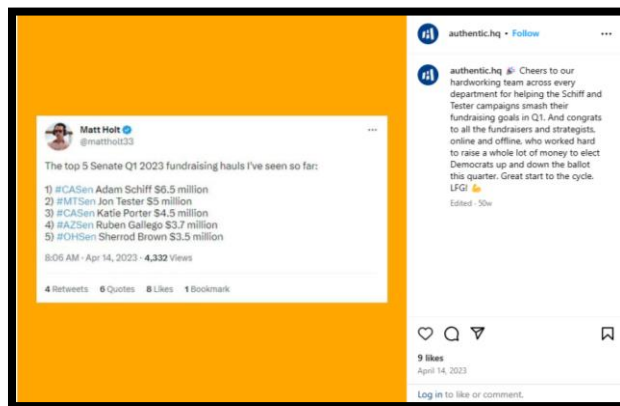 Matt Holt
@mattholt33
The top 5 Senate Q1 2023 fundraising hauls I've seen so far:
1) #CASen Adam Schiff $6.5 million
2) #MTSen Jon Tester $5 million
3) #CASen Katie Porter $4.5 million
4) #AZSen Ruben Gallego $3.7 million
5) #OHSen Sherrod Brown $3.5 million
8:06 AM · Apr 14, 2023 · 4,332 Views
4 Retweets 6 Quotes 8 Likes 1 Bookmark
authentic.hq • Follow
authentic.hq 🎉 Cheers to our
hardworking team across every
department for helping the Schiff and
Tester campaigns smash their
fundraising goals in Q1. And congrats
to all the fundraisers and strategists,
online and offline, who worked hard
to raise a whole lot of money to elect
Democrats up and down the ballot
this quarter. Great start to the cycle.
LFG! 💪
Edited · 50w
9 likes
April 14, 2023
Log in to like or comment.